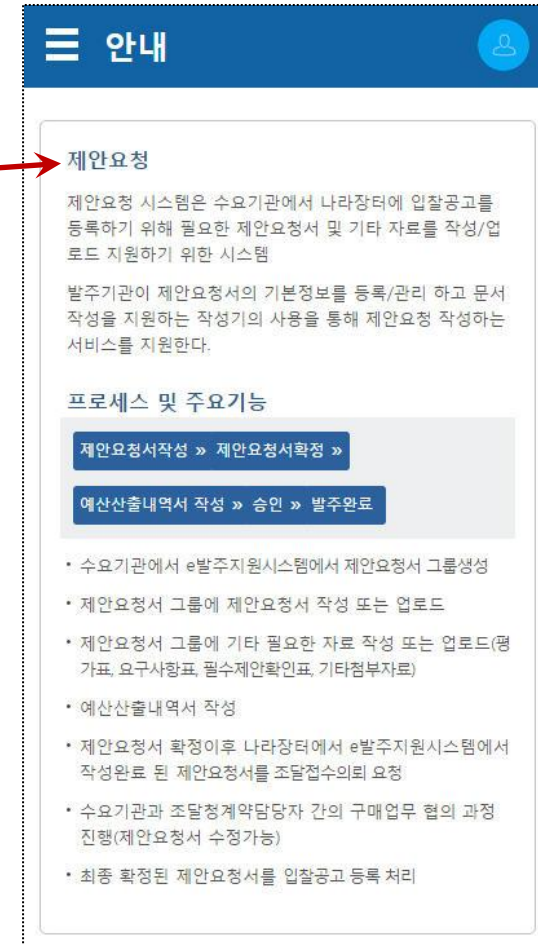 안내
제안요청
제안요청 시스템은 수요기관에서 나라장터에 입찰공고를
등록하기 위해 필요한 제안요청서 및 기타 자료를 작성/업
로드 지원하기 위한 시스템
발주기관이 제안요청서의 기본정보를 등록/관리 하고 문서
작성을 지원하는 작성기의 사용을 통해 제안요청 작성하는
서비스를 지원한다.
프로세스 및 주요기능
제안요청서작성 » 제안요청서확정 »
예산산출내역서 작성 » 승인 » 발주완료
• 수요기관에서 e발주지원시스템에서 제안요청서 그룹생성
• 제안요청서 그룹에 제안요청서 작성 또는 업로드
• 제안요청서 그룹에 기타 필요한 자료 작성 또는 업로드(평
가표, 요구사항표, 필수제안확인표, 기타첨부자료)
• 예산산출내역서 작성
• 제안요청서 확정이후 나라장터에서 e발주지원시스템에서
작성완료 된 제안요청서를 조달접수의뢰 요청
• 수요기관과 조달청계약담당자 간의 구매업무 협의 과정
진행(제안요청서 수정가능)
• 최종 확정된 제안요청서를 입찰공고 등록 처리